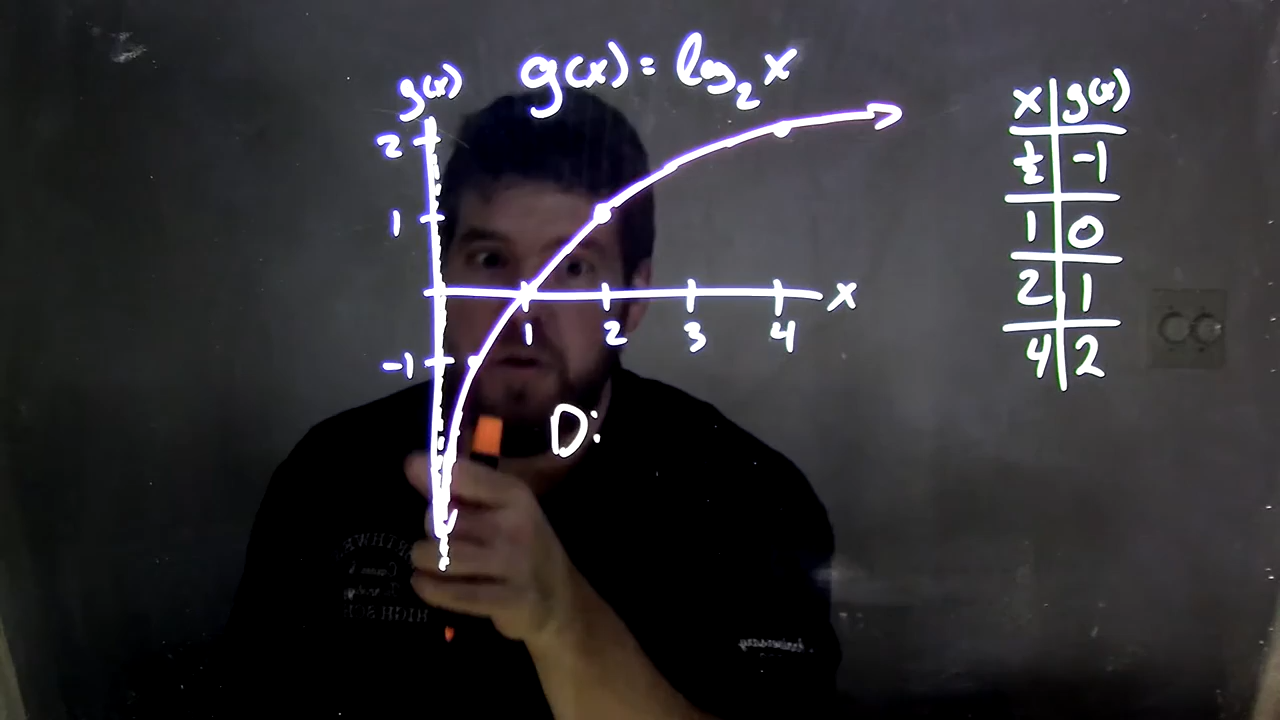 g(x) = log₂ x
g(x)
2
1
-1
1 2 3 4 x
D:
x g(x)
½ -1
1 0
2 1
4 2